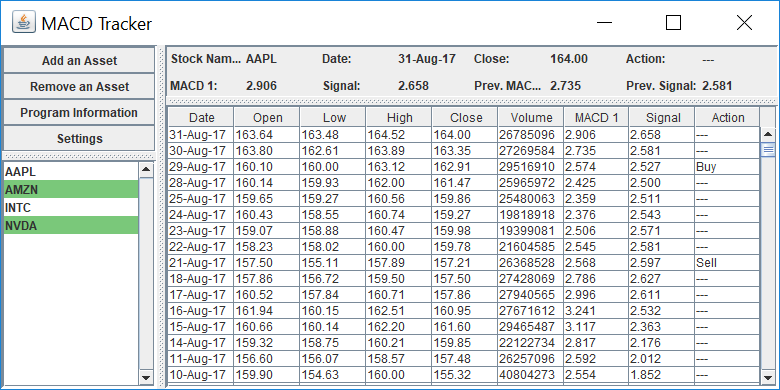 MACD Tracker
Add an Asset
Remove an Asset
Program Information
Settings
AAPL
AMZN
INTC
NVDA
Stock Nam... AAPL Date: 31-Aug-17 Close: 164.00 Action: ---
MACD 1: 2.906 Signal: 2.658 Prev. MAC... 2.735 Prev. Signal: 2.581
Date Open Low High Close Volume MACD 1 Signal Action
31-Aug-17 163.64 163.48 164.52 164.00 26785096 2.906 2.658 ---
30-Aug-17 163.80 162.61 163.89 163.35 27269584 2.735 2.581 ---
29-Aug-17 160.10 160.00 163.12 162.91 29516910 2.574 2.527 Buy
28-Aug-17 160.14 159.93 162.00 161.47 25965972 2.425 2.500 ---
25-Aug-17 159.65 159.27 160.56 159.86 25480063 2.359 2.511 ---
24-Aug-17 160.43 158.55 160.74 159.27 19818918 2.376 2.543 ---
23-Aug-17 159.07 158.88 160.47 159.98 19399081 2.506 2.571 ---
22-Aug-17 158.23 158.02 160.00 159.78 21604585 2.545 2.581 ---
21-Aug-17 157.50 155.11 157.89 157.21 26368528 2.568 2.597 Sell
18-Aug-17 157.86 156.72 159.50 157.50 27428069 2.786 2.627 ---
17-Aug-17 160.52 157.84 160.71 157.86 27940565 2.996 2.611 ---
16-Aug-17 161.94 160.15 162.51 160.95 27671612 3.241 2.532 ---
15-Aug-17 160.66 160.14 162.20 161.60 29465487 3.117 2.363 ---
14-Aug-17 159.32 158.75 160.21 159.85 22122734 2.817 2.176 ---
11-Aug-17 156.60 156.07 158.57 157.48 26257096 2.592 2.012 ---
10-Aug-17 159.90 154.63 160.00 155.32 40804273 2.554 1.852 ---